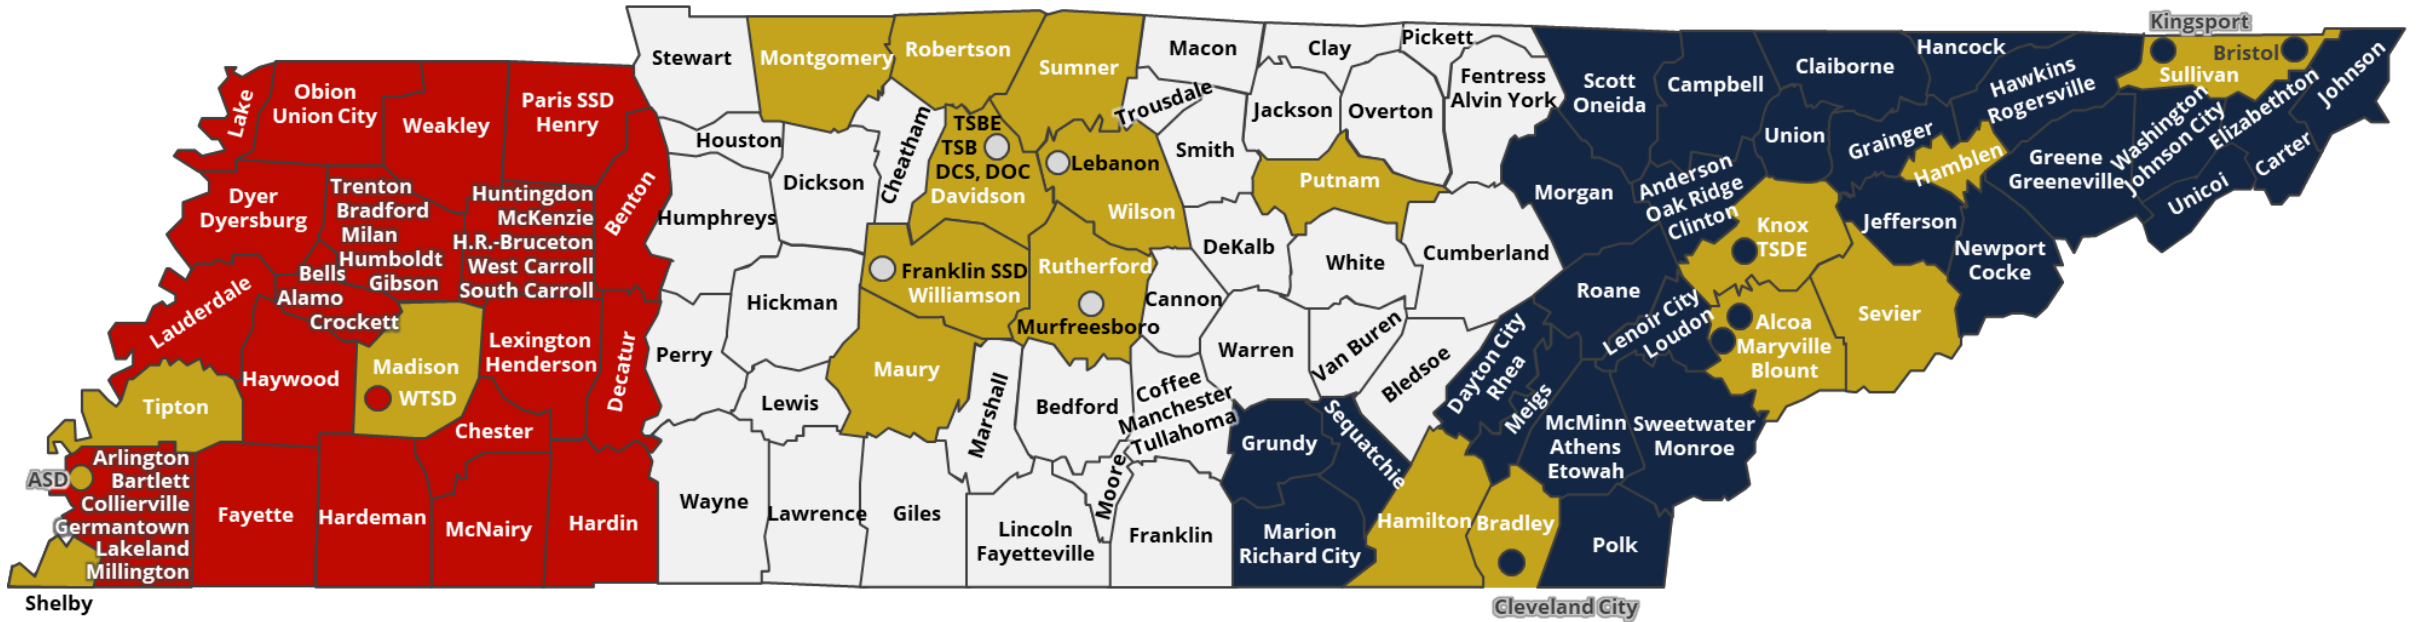 Lake
Obion
Union City
Weakley
Paris SSD
Henry
Dyer
Dyersburg
Trenton
Bradford
Milan
Humboldt
Gibson
Huntingdon
McKenzie
H.R.-Bruceton
West Carroll
South Carroll
Benton
Lauderdale
Bells
Alamo
Crockett
Haywood
Madison
WTSD
Lexington
Henderson
Decatur
Tipton
Chester
ASD
Arlington
Bartlett
Collierville
Germantown
Lakeland
Millington
Shelby
Fayette
Hardeman
McNairy
Hardin
Stewart
Montgomery
Robertson
Sumner
Macon
Clay
Pickett
Fentress
Alvin York
Houston
Dickson
Cheatham
TSBE
TSB
DCS, DOC
Davidson
Lebanon
Wilson
Trousdale
Smith
Jackson
Overton
Putnam
Humphreys
Hickman
Franklin SSD
Williamson
Rutherford
Murfreesboro
Cannon
DeKalb
White
Cumberland
Perry
Lewis
Maury
Marshall
Bedford
Coffee
Manchester
Tullahoma
Warren
Van Buren
Bledsoe
Wayne
Lawrence
Giles
Lincoln
Fayetteville
Moore
Franklin
Scott
Oneida
Campbell
Claiborne
Hancock
Hawkins
Rogersville
Kingsport
Bristol
Sullivan
Johnson
Morgan
Anderson
Oak Ridge
Clinton
Union
Grainger
Hamblen
Greene
Greeneville
Washington
Johnson City
Elizabethton
Carter
Unicoi
Knox
TSDE
Jefferson
Newport
Cocke
Roane
Lenoir City
Loudon
Alcoa
Maryville
Blount
Sevier
Dayton City
Rhea
Meigs
McMinn
Athens
Etowah
Sweetwater
Monroe
Grundy
Sequatchie
Marion
Richard City
Hamilton
Bradley
Polk
Cleveland City